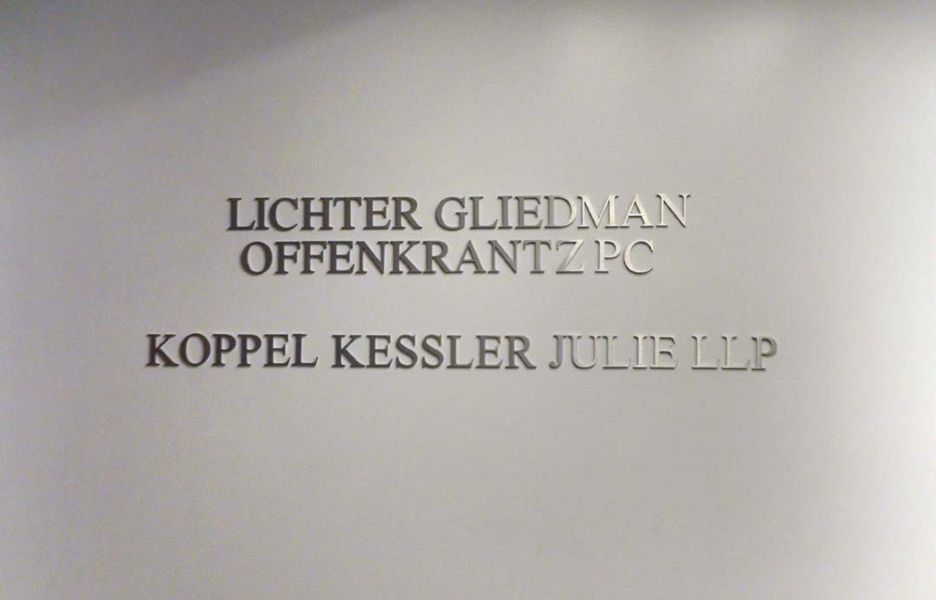 LICHTER GLIEDMAN
OFFENKRANTZ PC
KOPPEL KESSLER JULIE LLP